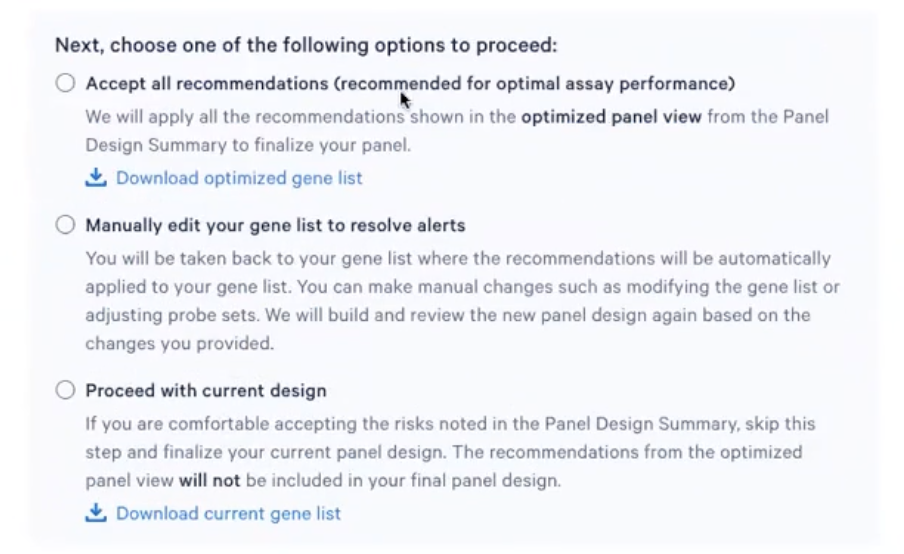 Next, choose one of the following options to proceed:
Accept all recommendations (recommended for optimal assay performance)
We will apply all the recommendations shown in the optimized panel view from the Panel
Design Summary to finalize your panel.
Download optimized gene list
Manually edit your gene list to resolve alerts
You will be taken back to your gene list where the recommendations will be automatically
applied to your gene list. You can make manual changes such as modifying the gene list or
adjusting probe sets. We will build and review the new panel design again based on the
changes you provided.
Proceed with current design
If you are comfortable accepting the risks noted in the Panel Design Summary, skip this
step and finalize your current panel design. The recommendations from the optimized
panel view will not be included in your final panel design.
Download current gene list